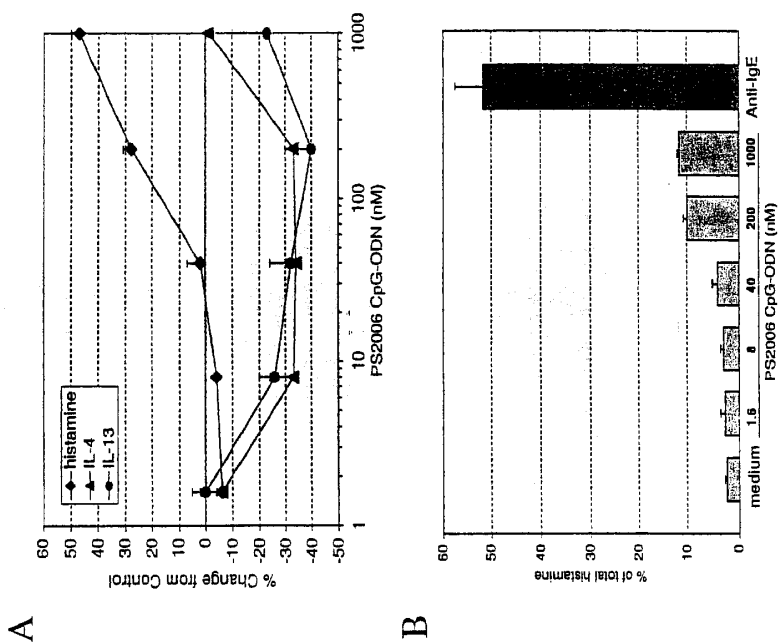 A
60
50
40
30
20
10
0
-10
-20
-30
-40
-50
% Change from Control
histamine
IL-4
IL-13
1
10
100
1000
PS2006 CpG-ODN (nM)
B
60
50
40
30
20
10
0
% of total histamine
medium
1.6
8
40
200
1000
Anti-IgE
PS2006 CpG-ODN (nM)